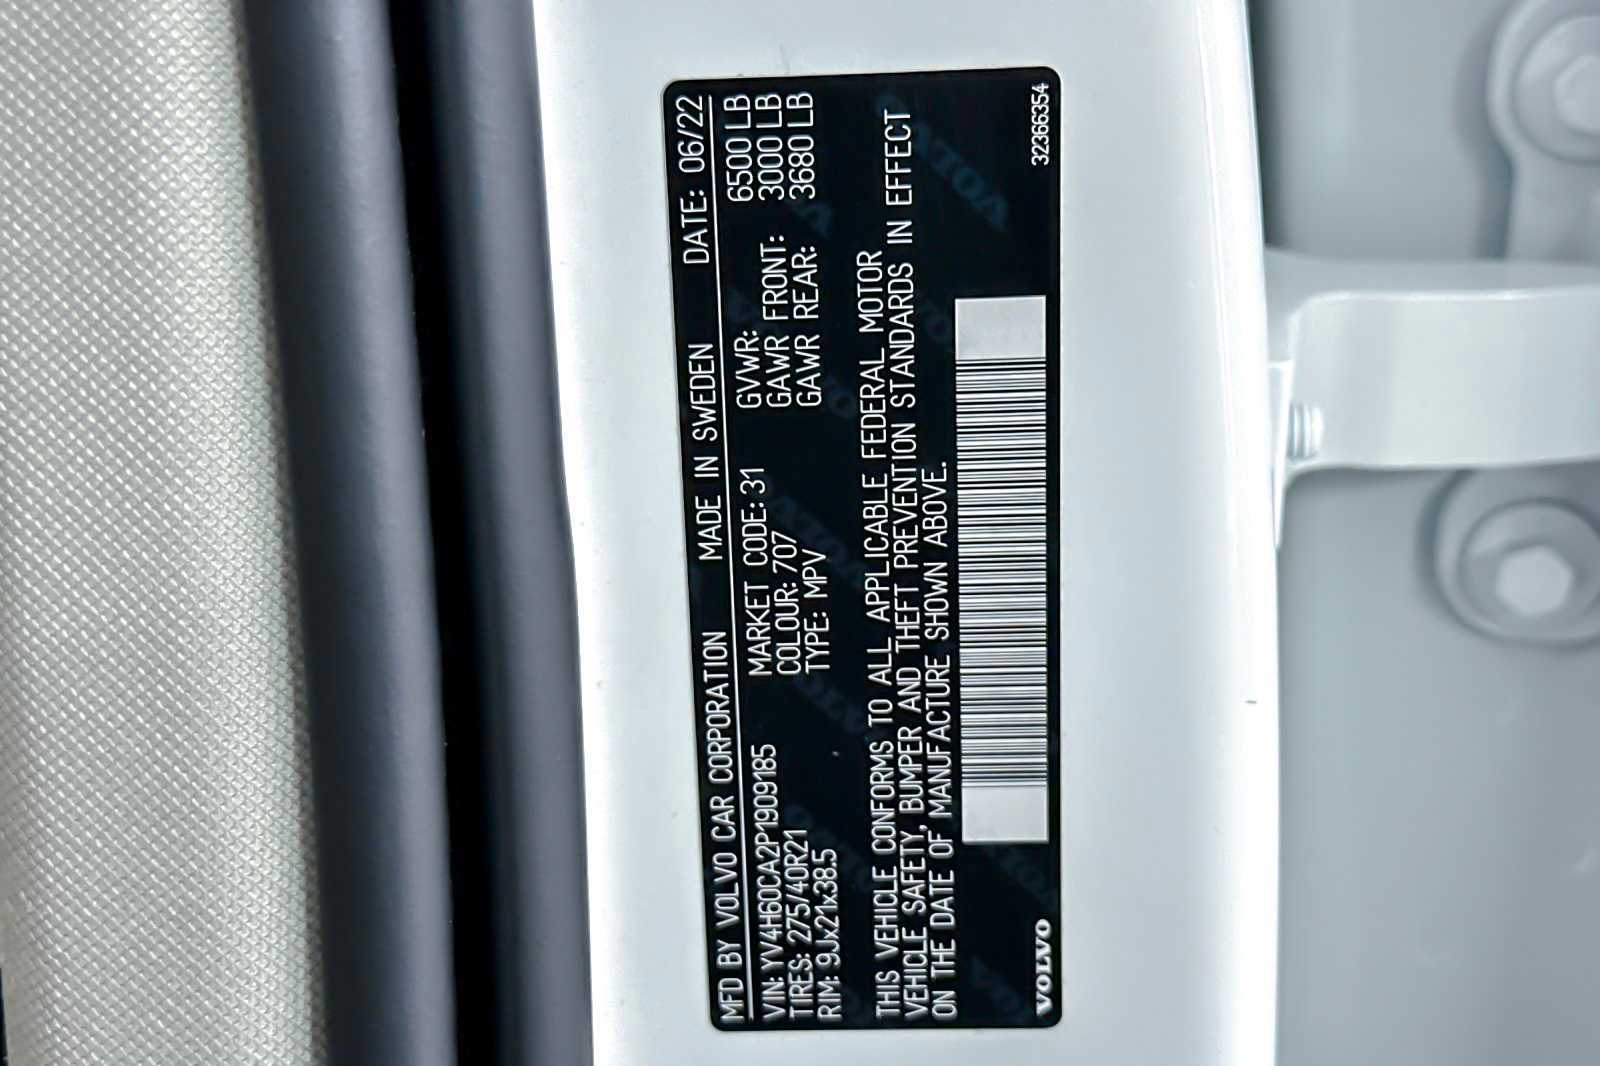 MFD BY VOLVO CAR CORPORATION MADE IN SWEDEN DATE: 06/22
VIN: YV4H60CA2P1909185 MARKET CODE: 31 GVWR: 6500 LB
TIRES: 275/40R21 COLOUR: 707 GAWR FRONT: 3000 LB
RIM: 9Jx21x38.5 TYPE: MPV GAWR REAR: 3680 LB
THIS VEHICLE CONFORMS TO ALL APPLICABLE FEDERAL MOTOR
VEHICLE SAFETY, BUMPER AND THEFT PREVENTION STANDARDS IN EFFECT
ON THE DATE OF MANUFACTURE SHOWN ABOVE.
VOLVO 32366354